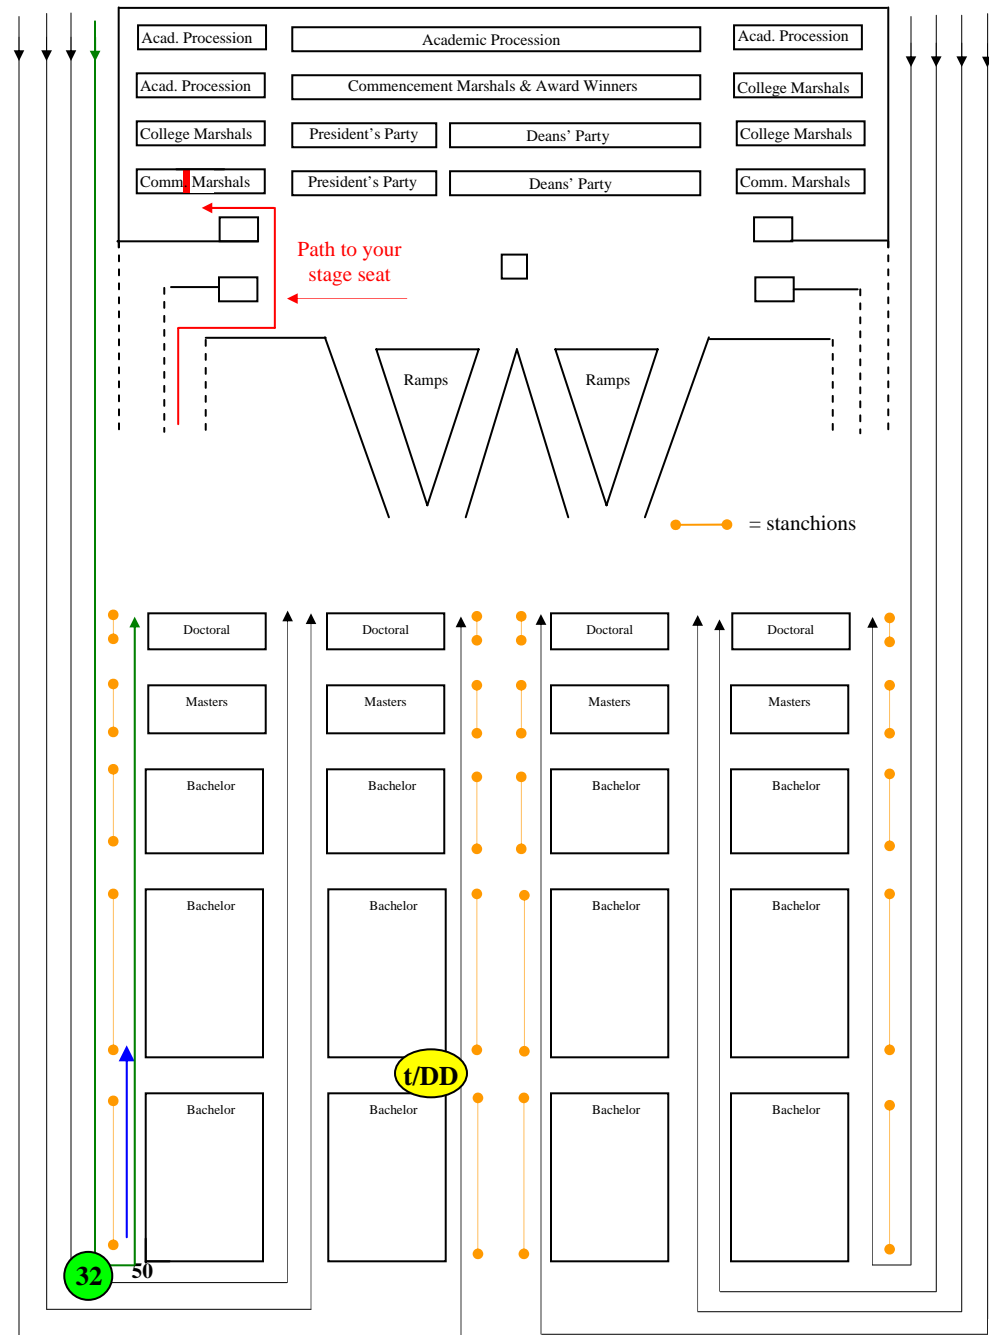 Acad. Procession Academic Procession Acad. Procession
Acad. Procession Commencement Marshals & Award Winners College Marshals
College Marshals President's Party Deans' Party College Marshals
Comm. Marshals President's Party Deans' Party Comm. Marshals
Path to your
stage seat
Ramps Ramps
= stanchions
Doctoral Doctoral Doctoral Doctoral
Masters Masters Masters Masters
Bachelor Bachelor Bachelor Bachelor
Bachelor Bachelor Bachelor Bachelor
t/DD
Bachelor Bachelor Bachelor Bachelor
32 50